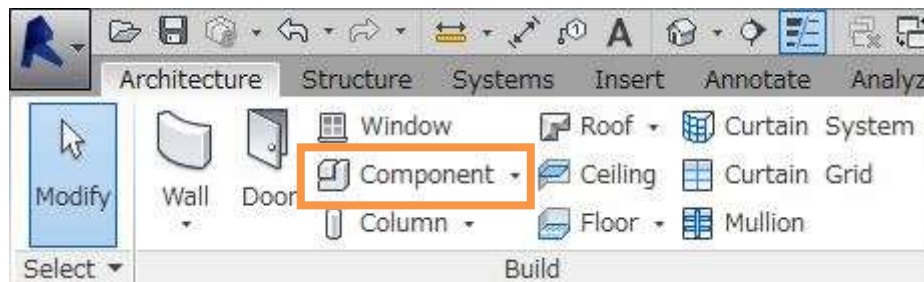 A
Architecture Structure Systems Insert Annotate Analyz
Window Roof Curtain System
Component Ceiling Curtain Grid
Modify Wall Door
Column Floor Mullion
Select Build